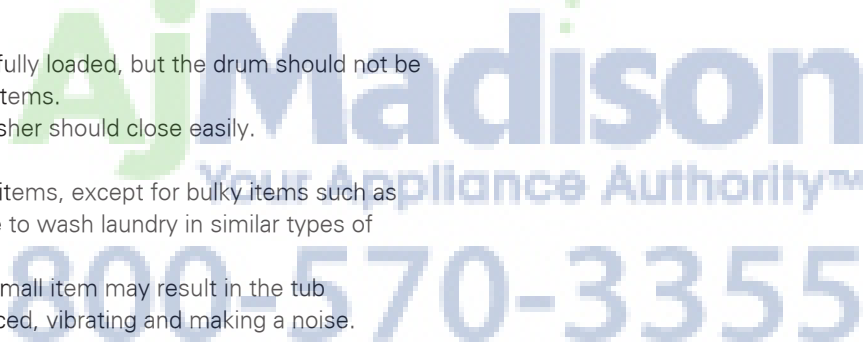 AjMadison
fully loaded, but the drum should not be
tems.
sher should close easily.
Your Appliance Authority™
items, except for bulky items such as
e to wash laundry in similar types of
800-570-3355
mall item may result in the tub
ced, vibrating and making a noise.